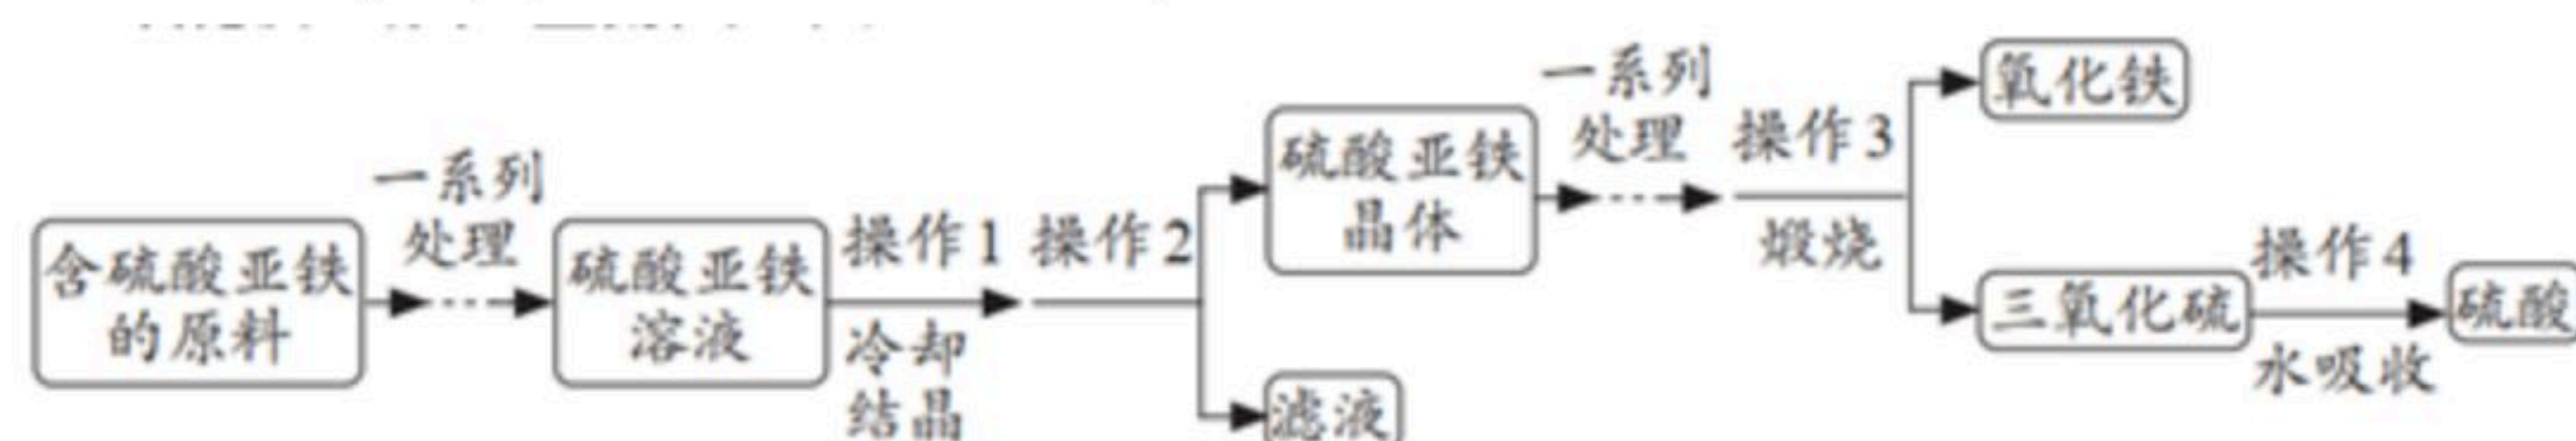 含硫酸亚铁
的原料
一系列
处理
硫酸亚铁
溶液
操作1
冷却
结晶
操作2
硫酸亚铁
晶体
滤液
一系列
处理
操作3
煅烧
氧化铁
三氧化硫
操作4
水吸收
硫酸